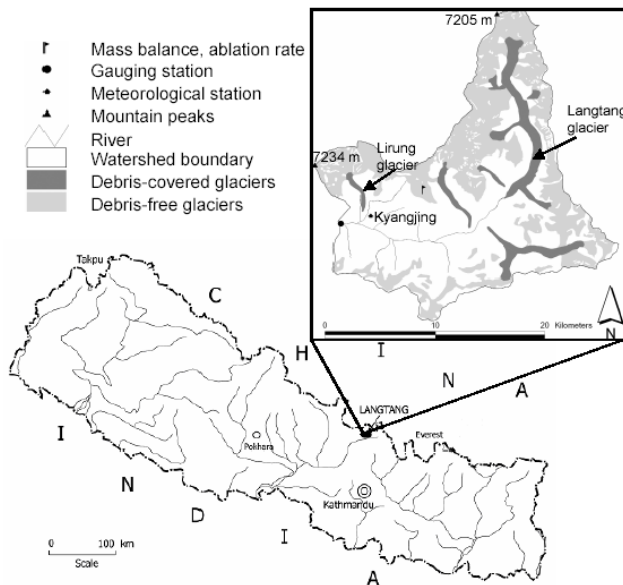 Mass balance, ablation rate
Gauging station
Meteorological station
Mountain peaks
River
Watershed boundary
Debris-covered glaciers
Debris-free glaciers
7205 m
Langtang
glacier
Lirung
glacier
7234 m
Kyangjing
0 10 20 Kilometers
N
Takpu
C
H
I
N
A
LANGTANG
Everest
Pokhara
Kathmandu
I
N
D
I
A
0 100 km
Scale